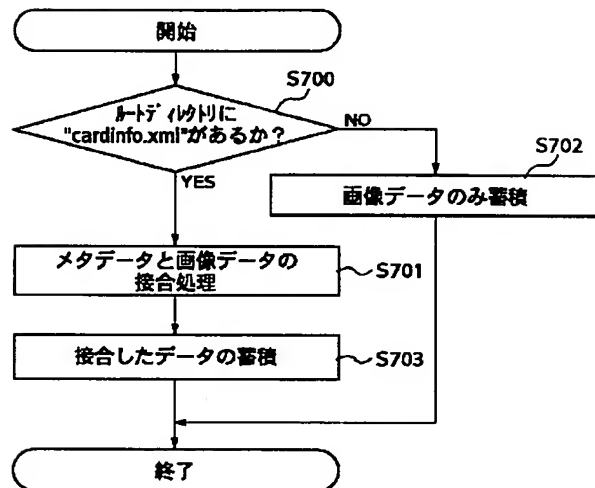 開始
S700
ルートディレクトリに
"cardinfo.xml"があるか？
NO
S702
YES
画像データのみ蓄積
メタデータと画像データの
接合処理
S701
接合したデータの蓄積
S703
終了